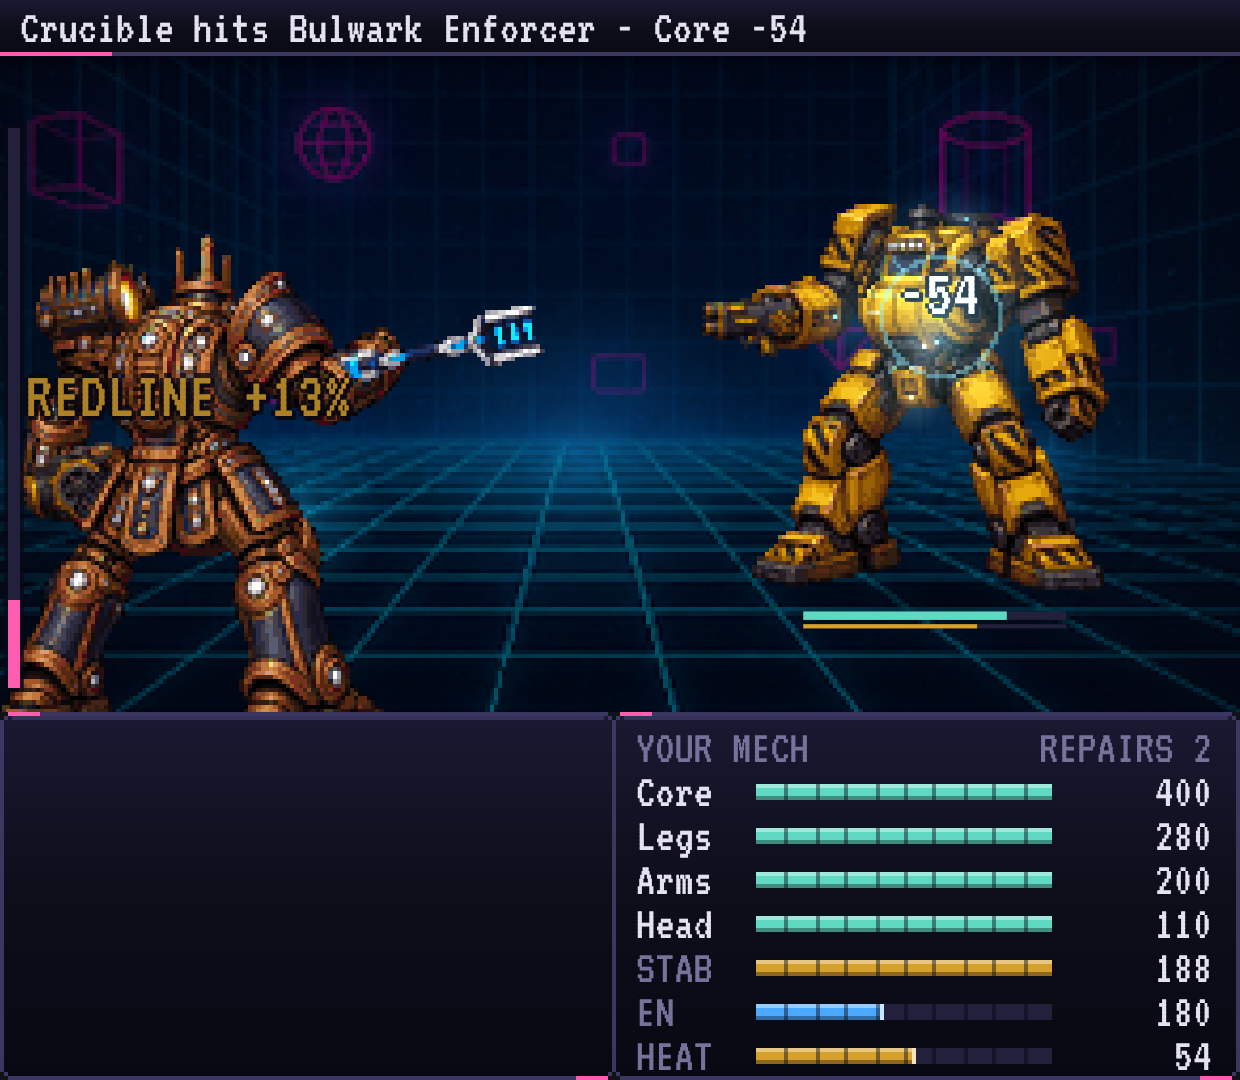 Crucible hits Bulwark Enforcer - Core -54
-54
REDLINE +13%
YOUR MECH REPAIRS 2
Core 400
Legs 280
Arms 200
Head 110
STAB 188
EN 180
HEAT 54